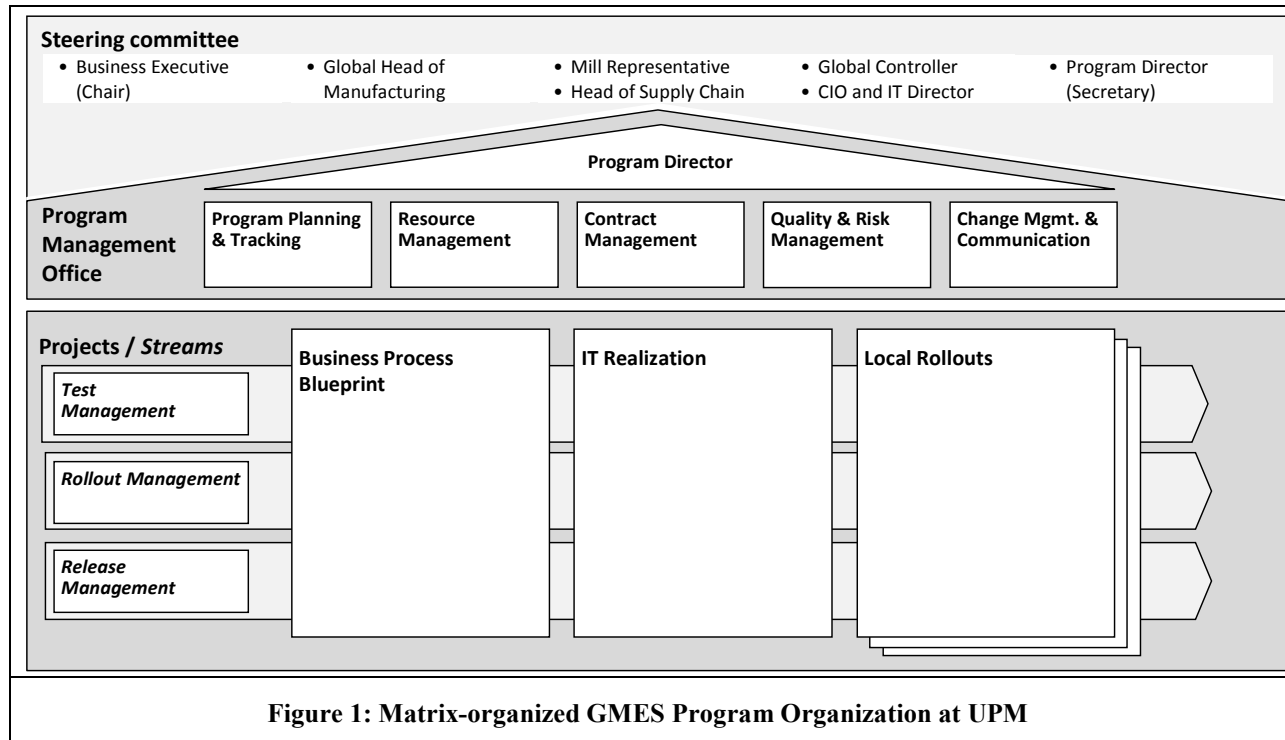 Steering committee
• Business Executive
(Chair)
• Global Head of
Manufacturing
• Mill Representative
• Head of Supply Chain
• Global Controller
• CIO and IT Director
• Program Director
(Secretary)
Program Director
Program
Management
Office
Program Planning
& Tracking
Resource
Management
Contract
Management
Quality & Risk
Management
Change Mgmt. &
Communication
Projects / Streams
Business Process
Blueprint
IT Realization
Local Rollouts
Test
Management
Rollout Management
Release
Management
Figure 1: Matrix-organized GMES Program Organization at UPM